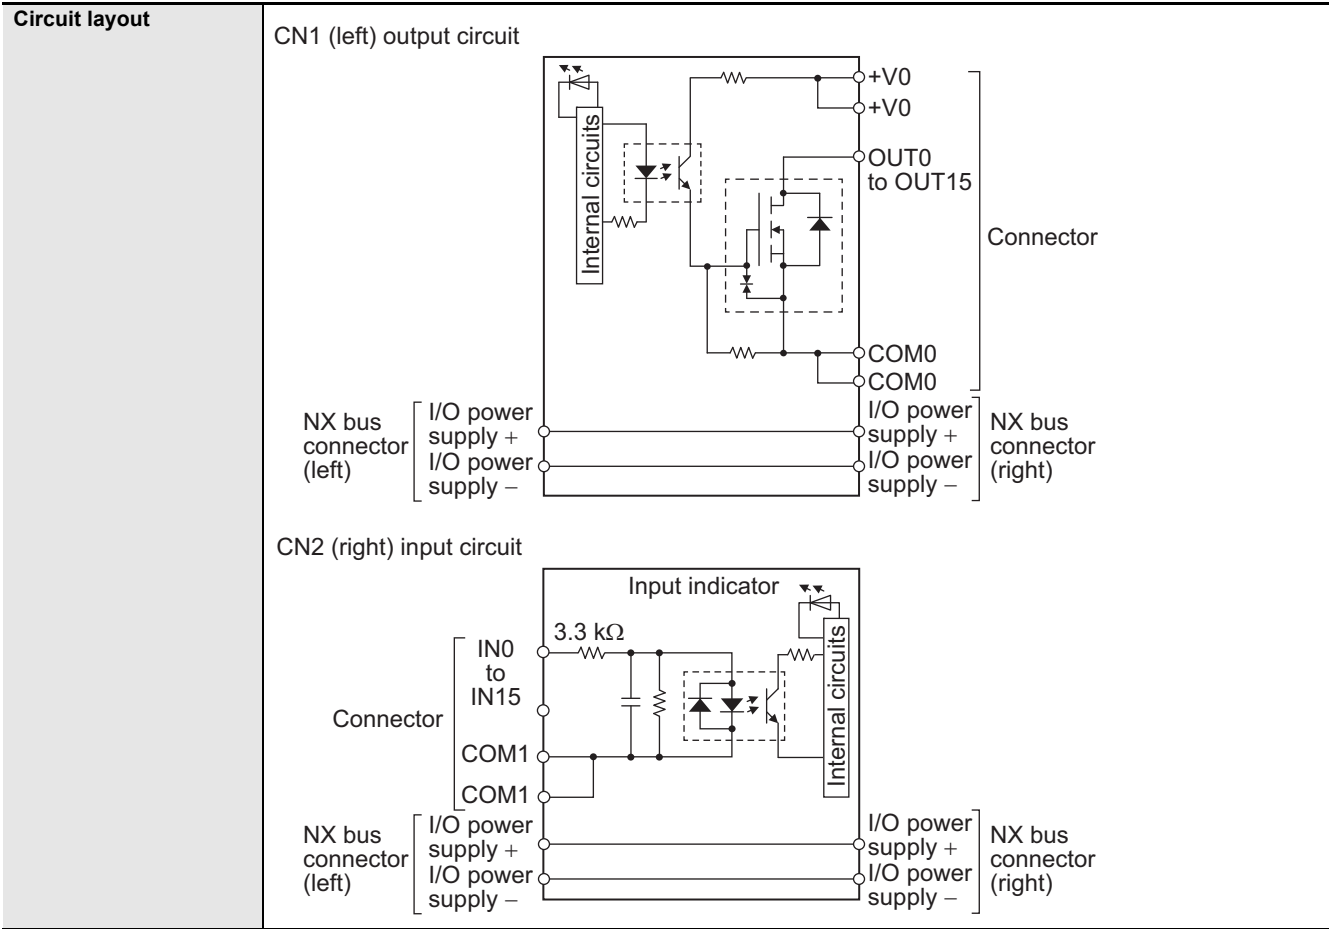 Circuit layout
CN1 (left) output circuit
Internal circuits
+V0
+V0
OUT0
to OUT15
Connector
COM0
COM0
NX bus
connector
(left)
I/O power
supply +
I/O power
supply −
I/O power
supply +
I/O power
supply −
NX bus
connector
(right)
CN2 (right) input circuit
Input indicator
3.3 kΩ
Internal circuits
Connector
IN0
to
IN15
COM1
COM1
NX bus
connector
(left)
I/O power
supply +
I/O power
supply −
I/O power
supply +
I/O power
supply −
NX bus
connector
(right)